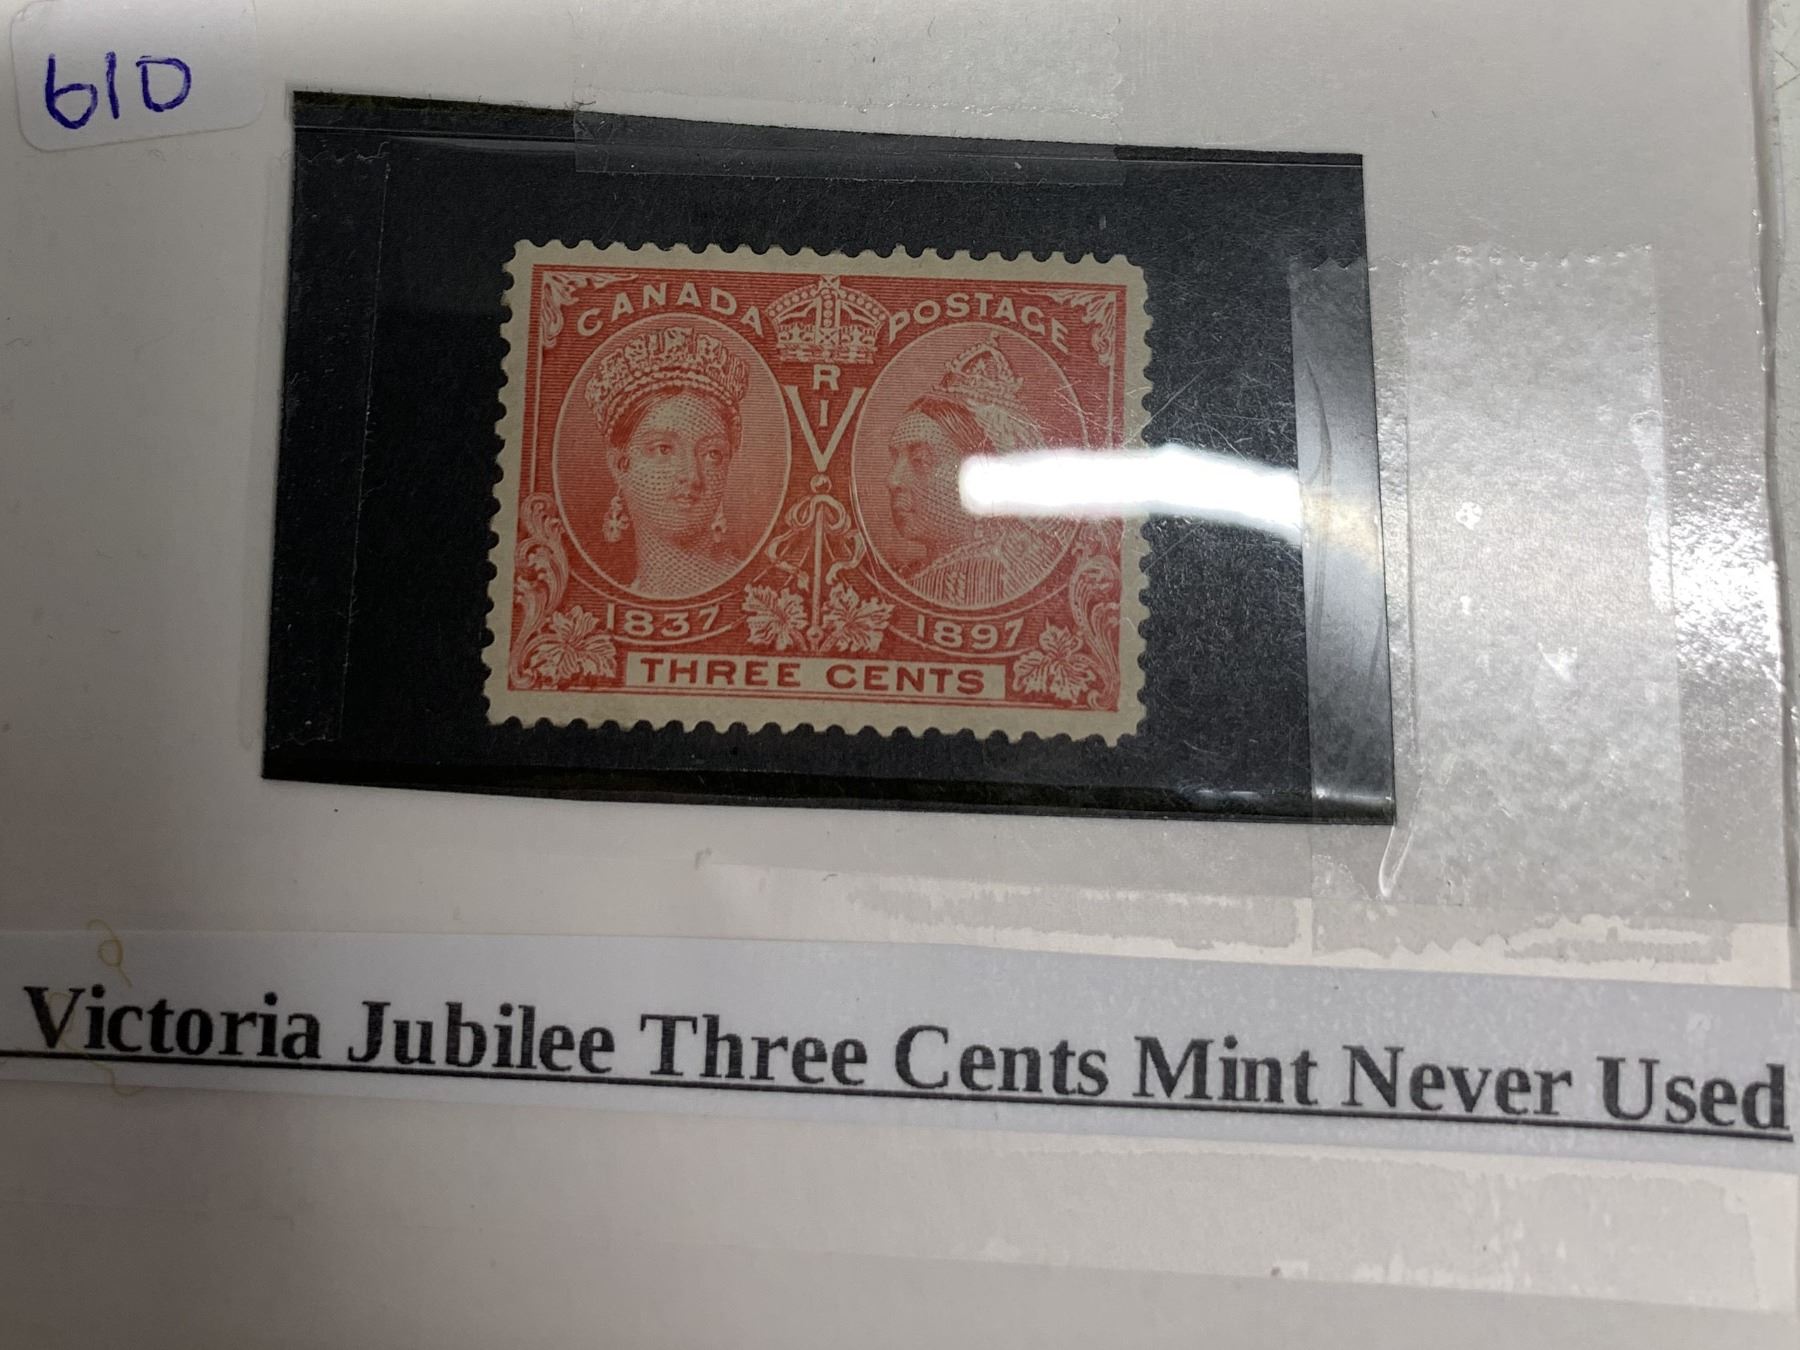 610
CANADA POSTAGE
R
I
V
1837 1897
THREE CENTS
Victoria Jubilee Three Cents Mint Never Used